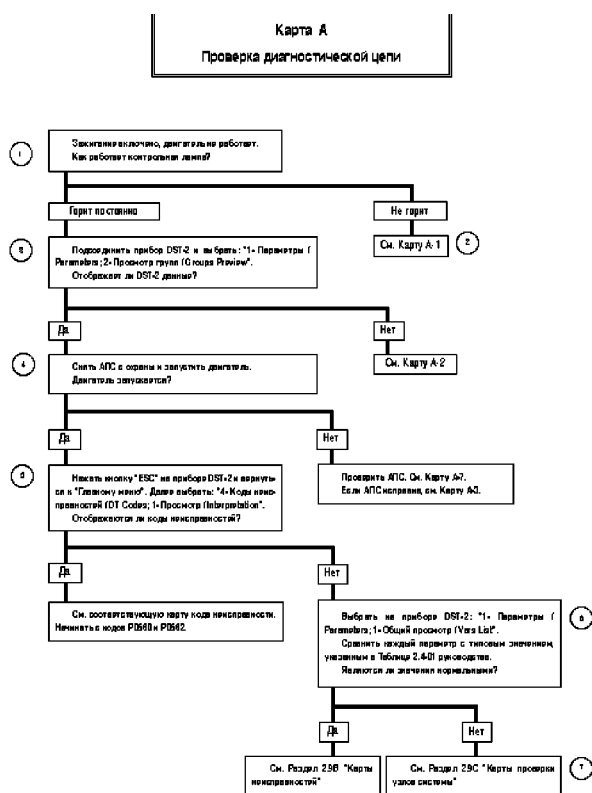 Карта А
Проверка диагностической цепи
1
Зажигание включено, двигатель не работает.
Как работает контрольная лампа?
Горит постоянно
Не горит
3
Подсоединить прибор DST-2 и выбрать: "1- Параметры /
Parameters; 2- Просмотр групп /Groups Preview".
Отображает ли DST-2 данные?
См. Карту А-1
2
Да
Нет
4
Снять АПС с охраны и запустить двигатель.
Двигатель запускается?
См. Карту А-2
Да
Нет
5
Нажать кнопку "ESC" на приборе DST-2 и вернуть-
ся к "Главному меню". Далее выбрать: "4- Коды неис-
правностей /DT Codes; 1- Просмотр /Interpretation".
Отображаются ли коды неисправностей?
Проверить АПС. См. Карту А-7.
Если АПС исправна, см. Карту А-3.
Да
Нет
См. соответствующую карту кода неисправности.
Начинать с кодов Р0560 и Р0562.
Выбрать на приборе DST-2: "1- Параметры /
Parameters; 1- Общий просмотр /Vars List".
Сравнить каждый параметр с типовым значением,
указанным в Таблице 2.4-01 руководства.
Являются ли значения нормальными?
6
Да
Нет
См. Раздел 2.9В "Карты
неисправностей"
См. Раздел 2.9С "Карты проверки
узлов системы"
7